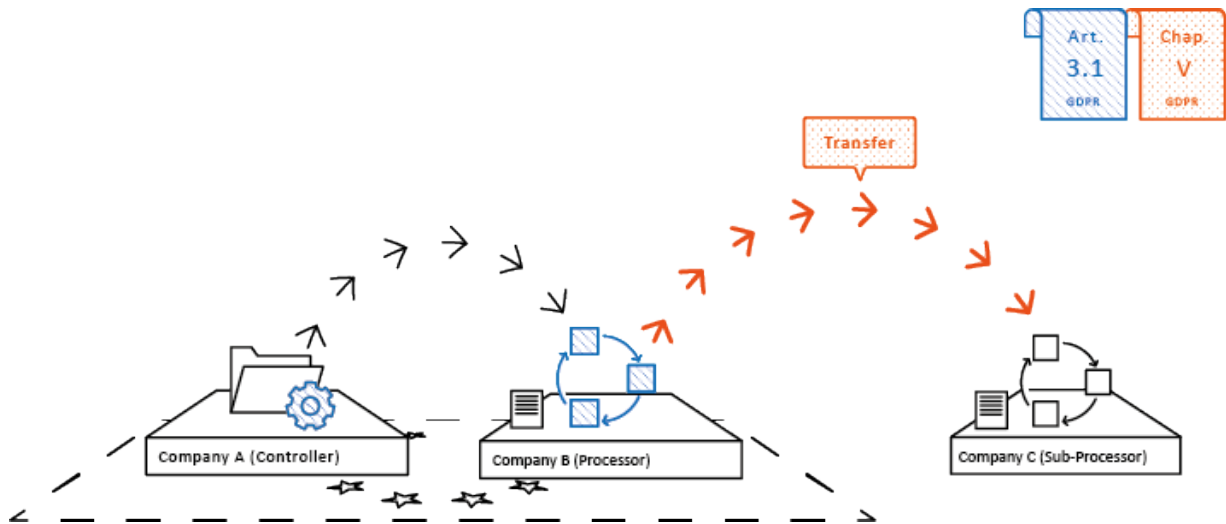 Art.
3.1
GDPR
Chap.
V
GDPR
Transfer
Company A (Controller)
Company B (Processor)
Company C (Sub-Processor)